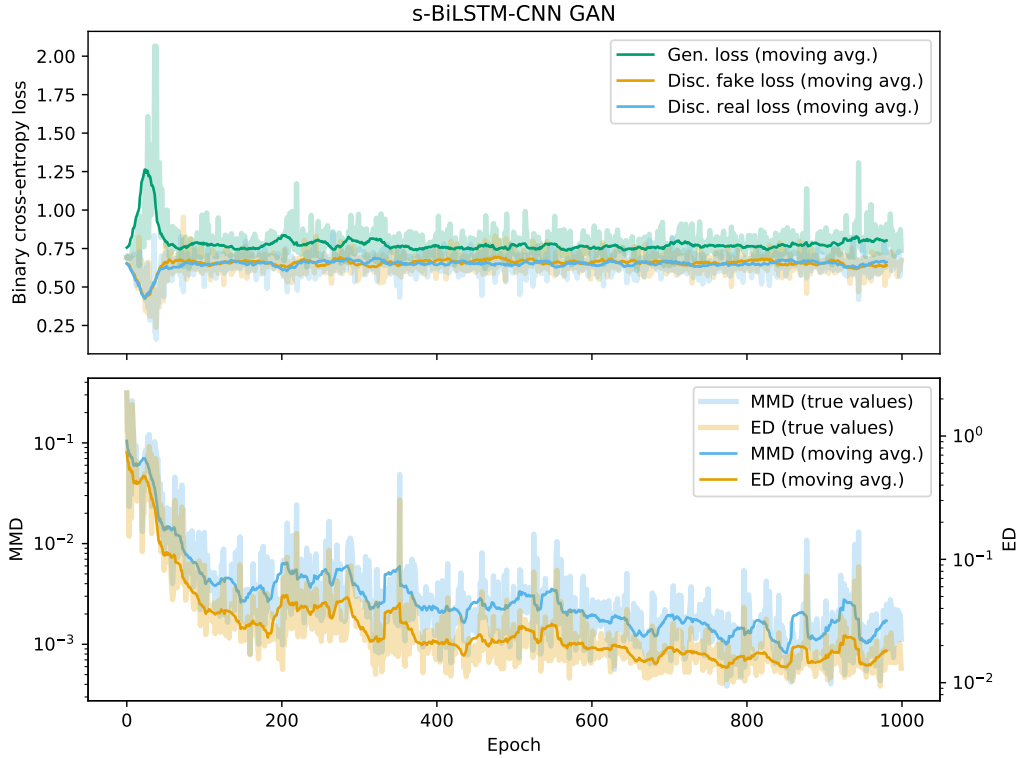 s-BiLSTM-CNN GAN
Binary cross-entropy loss
2.00
1.75
1.50
1.25
1.00
0.75
0.50
0.25
Gen. loss (moving avg.)
Disc. fake loss (moving avg.)
Disc. real loss (moving avg.)
MMD
10⁻¹
10⁻²
10⁻³
MMD (true values)
ED (true values)
MMD (moving avg.)
ED (moving avg.)
10⁰
10⁻¹
10⁻²
ED
0 200 400 600 800 1000
Epoch